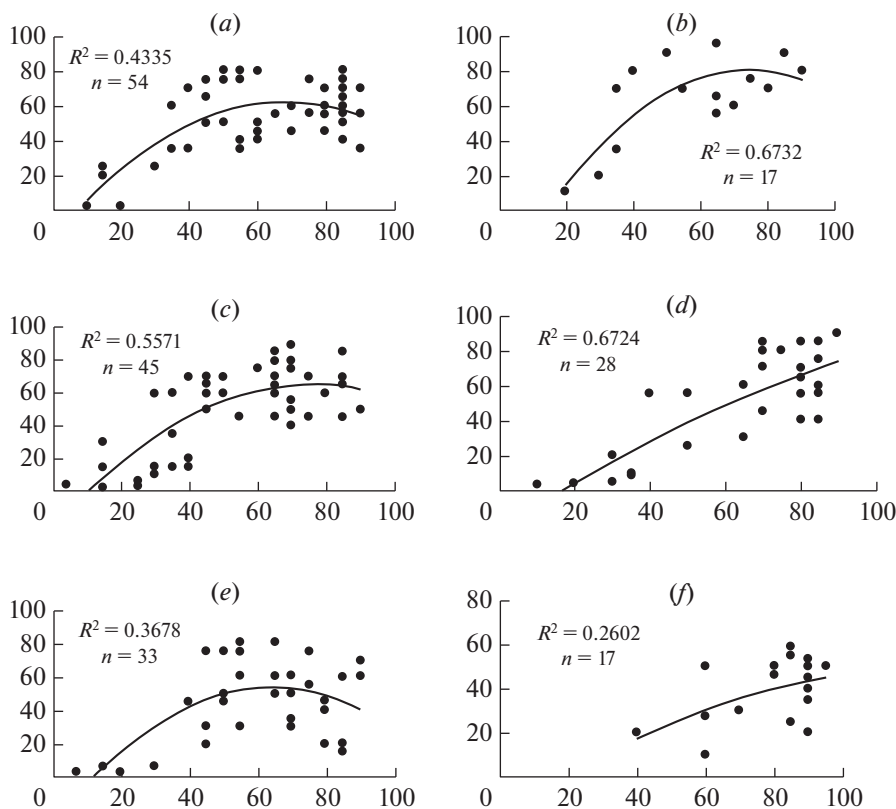 (a)
R² = 0.4335
n = 54
100
80
60
40
20
0 20 40 60 80 100
(b)
R² = 0.6732
n = 17
100
80
60
40
20
0 20 40 60 80 100
(c)
R² = 0.5571
n = 45
100
80
60
40
20
0 20 40 60 80 100
(d)
R² = 0.6724
n = 28
100
80
60
40
20
0 20 40 60 80 100
(e)
R² = 0.3678
n = 33
100
80
60
40
20
0 20 40 60 80 100
(f)
R² = 0.2602
n = 17
80
60
40
20
0 20 40 60 80 100